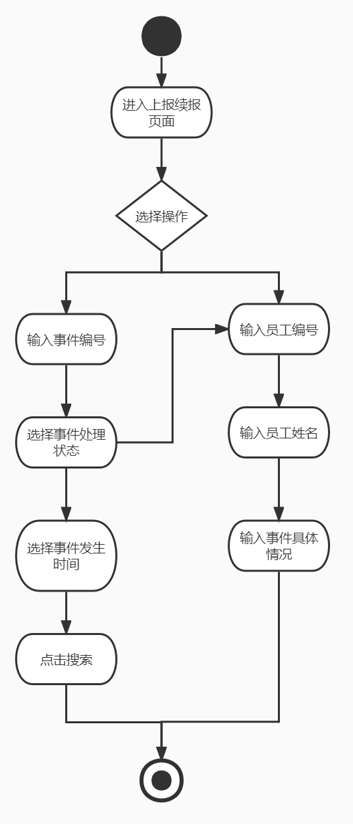 进入上报续报
页面
选择操作
输入事件编号
输入员工编号
选择事件处理
状态
输入员工姓名
选择事件发生
时间
输入事件具体
情况
点击搜索